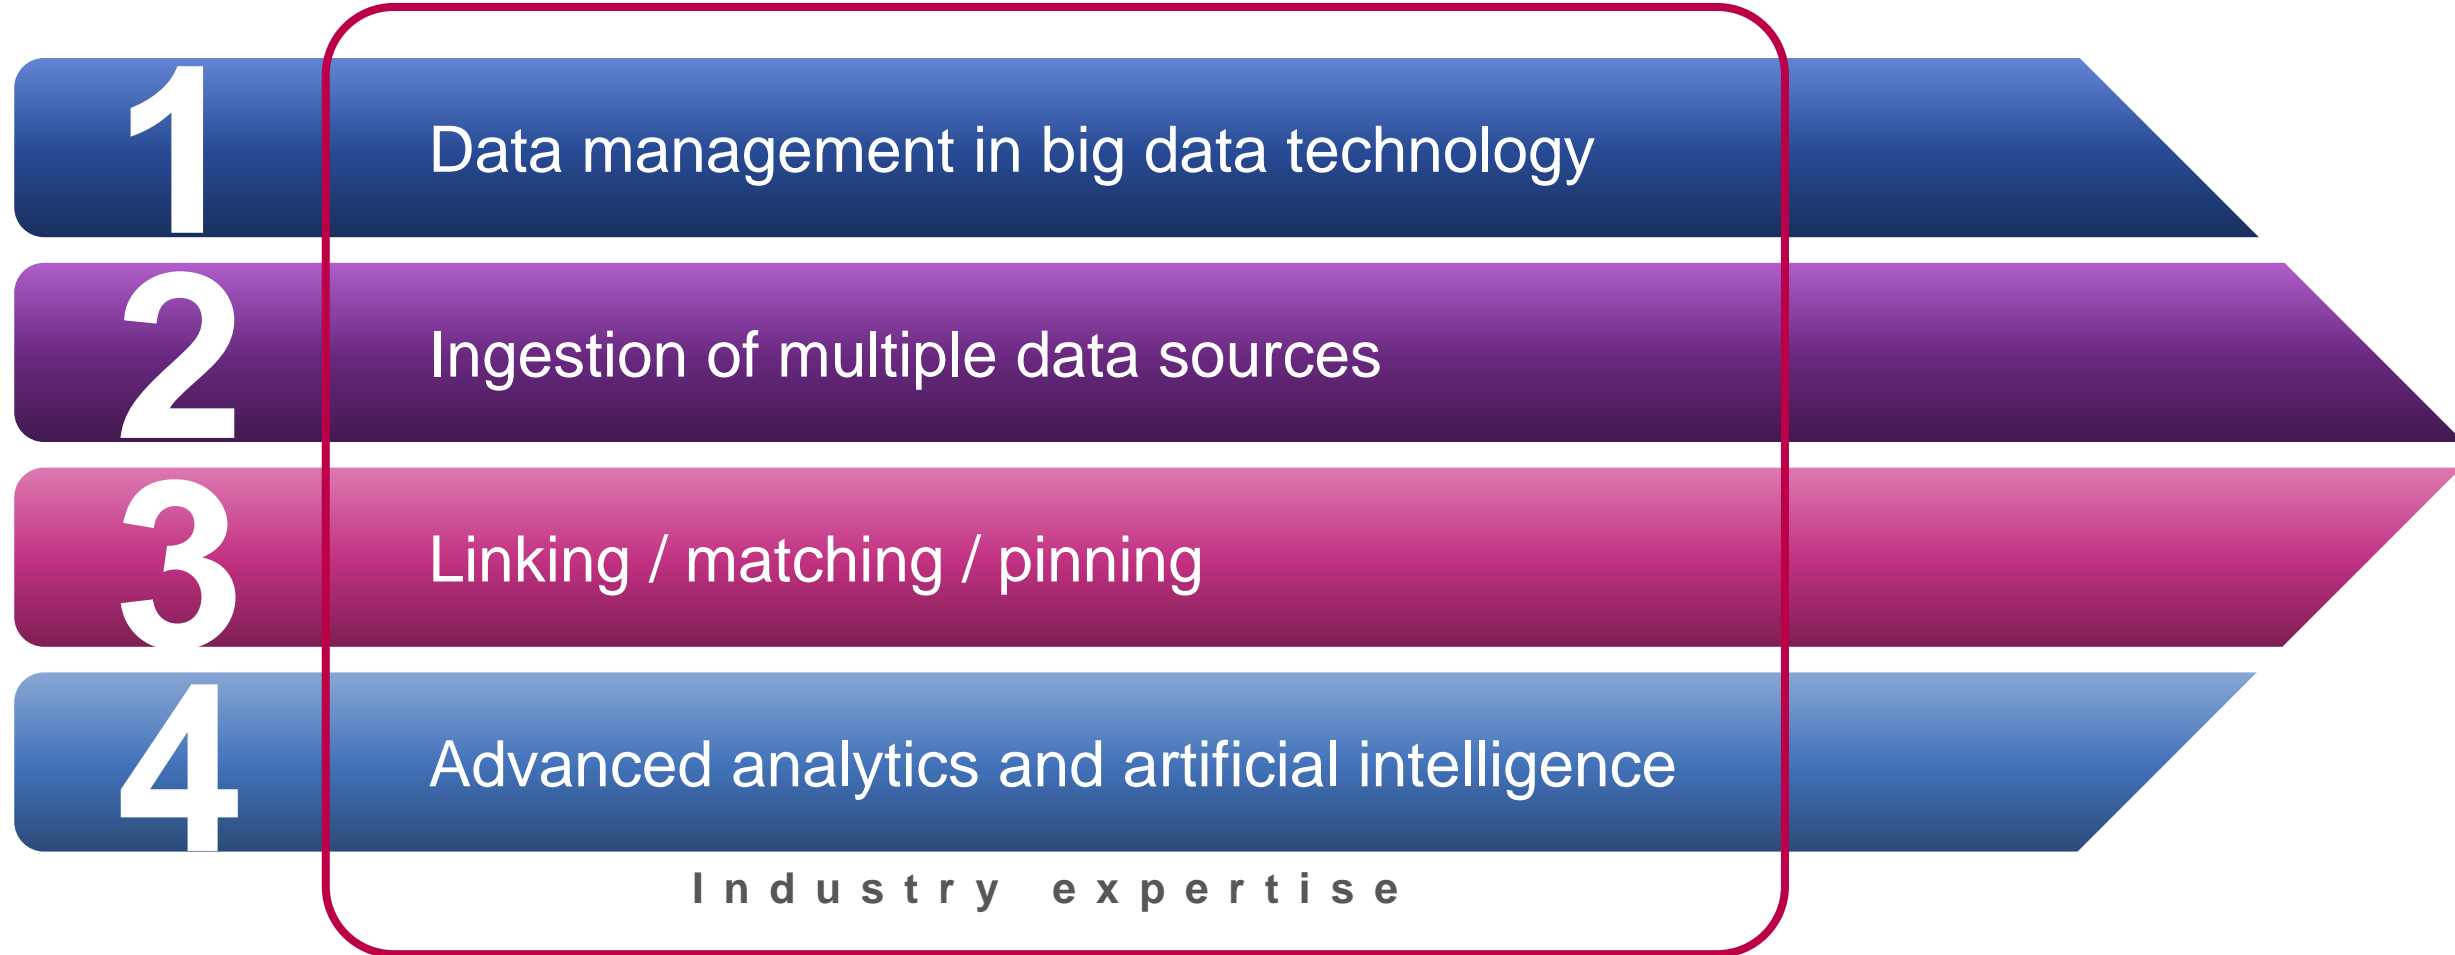 1
Data management in big data technology
2
Ingestion of multiple data sources
3
Linking / matching / pinning
4
Advanced analytics and artificial intelligence
Industry expertise